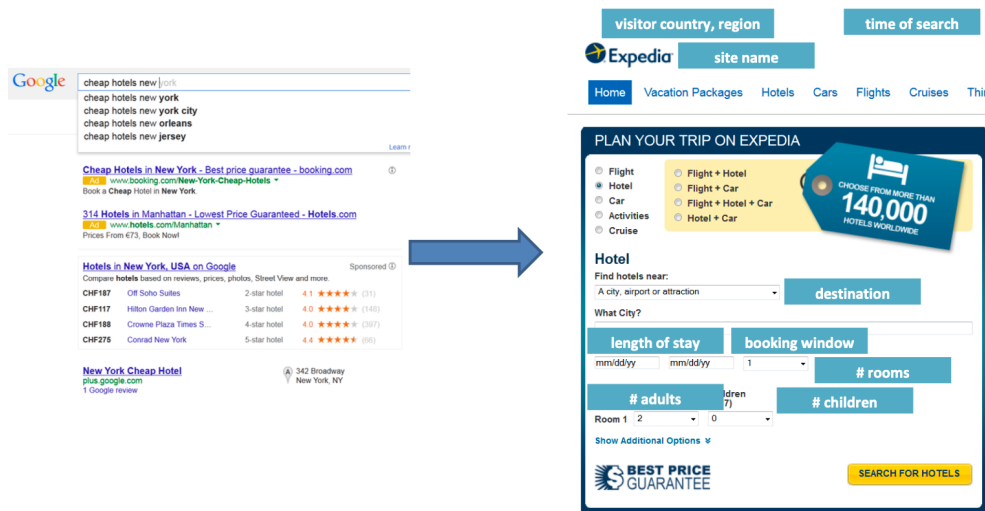 Google
cheap hotels new york
cheap hotels new york
cheap hotels new york city
cheap hotels new orleans
cheap hotels new jersey
Learn
Cheap Hotels in New York - Best price guarantee - booking.com
Ad www.booking.com/New-York-Cheap-Hotels
Book a Cheap Hotel in New York
314 Hotels in Manhattan - Lowest Price Guaranteed - Hotels.com
Ad www.hotels.com/Manhattan
Prices From €73, Book Now!
Hotels in New York, USA on Google Sponsored
Compare hotels based on reviews, prices, photos, Street View and more.
CHF187 Off Soho Suites 2-star hotel 4.1 ★★★★★ (31)
CHF117 Hilton Garden Inn New ... 3-star hotel 4.0 ★★★★★ (148)
CHF188 Crowne Plaza Times S... 4-star hotel 4.0 ★★★★★ (397)
CHF275 Conrad New York 5-star hotel 4.4 ★★★★★ (66)
New York Cheap Hotel
plus.google.com
1 Google review
A 342 Broadway
New York, NY
visitor country, region
time of search
Expedia
site name
Home Vacation Packages Hotels Cars Flights Cruises Thi
PLAN YOUR TRIP ON EXPEDIA
Flight
Hotel
Car
Activities
Cruise
Flight + Hotel
Flight + Car
Flight + Hotel + Car
Hotel + Car
CHOOSE FROM MORE THAN
140,000
HOTELS WORLDWIDE
Hotel
Find hotels near:
A city, airport or attraction
destination
What City?
length of stay
booking window
mm/dd/yy mm/dd/yy 1
# rooms
# adults
ldren
7)
# children
Room 1 2 0
Show Additional Options
BEST PRICE
GUARANTEE
SEARCH FOR HOTELS